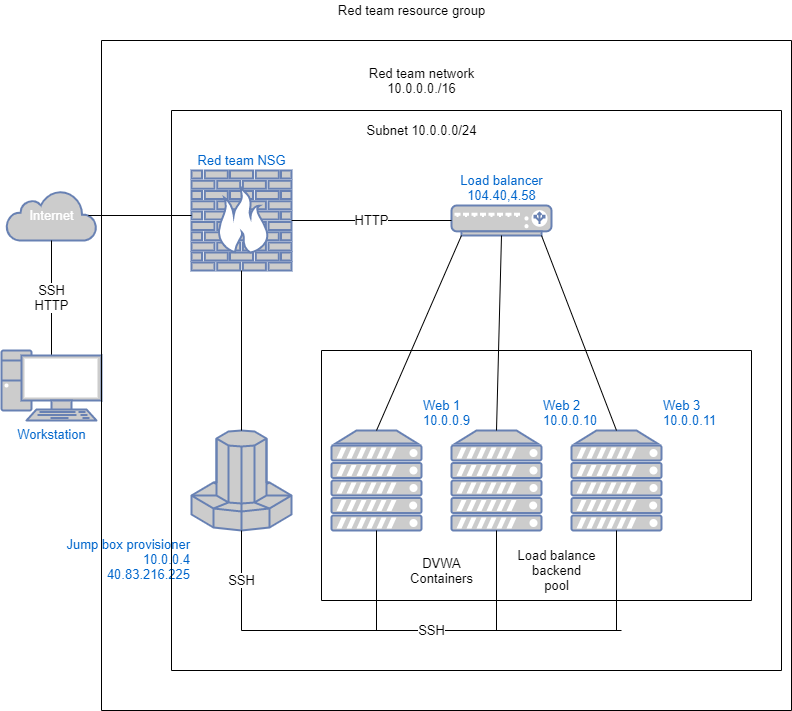 Red team resource group
Red team network
10.0.0.0./16
Subnet 10.0.0.0/24
Red team NSG
Load balancer
104.40,4.58
Internet
HTTP
SSH
HTTP
Workstation
Web 1
10.0.0.9
Web 2
10.0.0.10
Web 3
10.0.0.11
Jump box provisioner
10.0.0.4
40.83.216.225
SSH
DVWA
Containers
Load balance
backend
pool
SSH